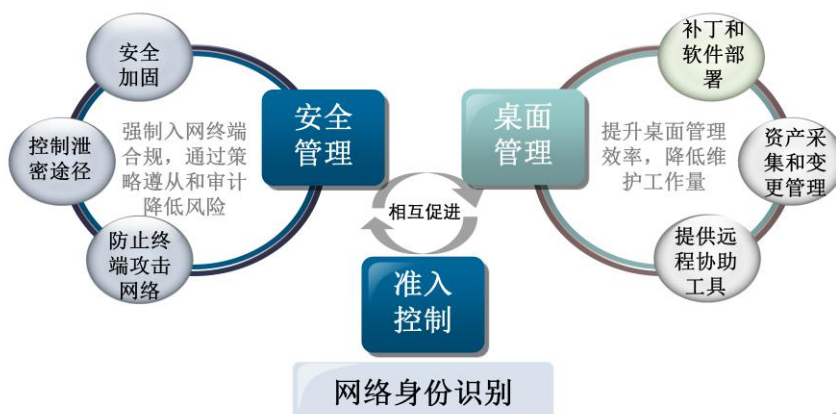 安全
加固
控制泄
密途径
防止终
端攻击
网络
强制入网终端
合规，通过策
略遵从和审计
降低风险
安全
管理
相互促进
准入
控制
网络身份识别
桌面
管理
提升桌面管理
效率，降低维
护工作量
补丁和
软件部
署
资产采
集和变
更管理
提供远
程协助
工具